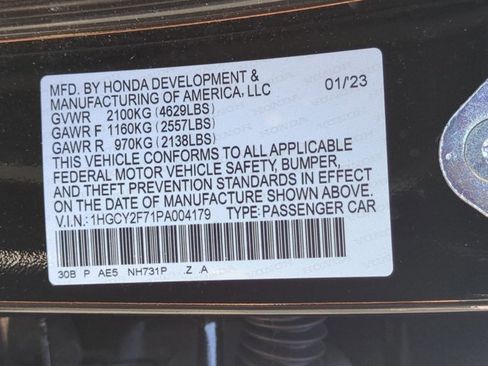 MFD. BY HONDA DEVELOPMENT &
MANUFACTURING OF AMERICA, LLC 01/23
GVWR 2100KG (4629LBS)
GAWR F 1160KG (2557LBS)
GAWR R 970KG (2138LBS)
THIS VEHICLE CONFORMS TO ALL APPLICABLE
FEDERAL MOTOR VEHICLE SAFETY, BUMPER,
AND THEFT PREVENTION STANDARDS IN EFFECT
ON THE DATE OF MANUFACTURE SHOWN ABOVE.
V.I.N.: 1HGCY2F71PA004179 TYPE: PASSENGER CAR
30B P AE5 NH731P .Z .A